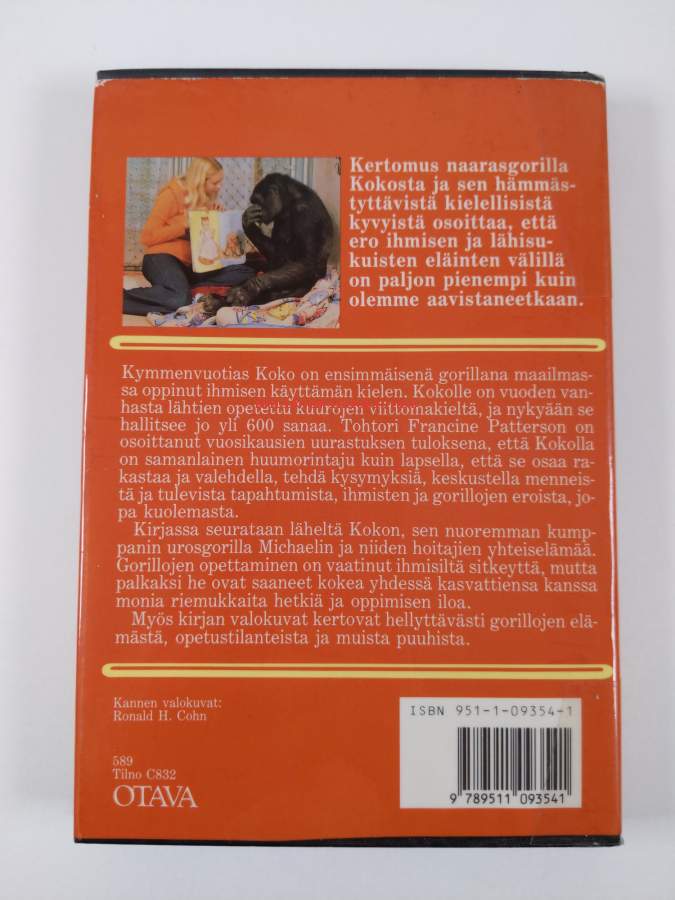 Kertomus naarasgorilla
Kokosta ja sen hämmäs-
tyttävistä kielellisistä
kyvyistä osoittaa, että
ero ihmisen ja lähisu-
kuisten eläinten välillä
on paljon pienempi kuin
olemme aavistaneetkaan.
Kymmenvuotias Koko on ensimmäisenä gorillana maailmas-
sa oppinut ihmisen käyttämän kielen. Kokolle on vuoden van-
hasta lähtien opetettu kuurojen viittomakieltä, ja nykyään se
hallitsee jo yli 600 sanaa. Tohtori Francine Patterson on
osoittanut vuosikausien uurastuksen tuloksena, että Kokolla
on samanlainen huumorintaju kuin lapsella, että se osaa ra-
kastaa ja valehdella, tehdä kysymyksiä, keskustella menneis-
tä ja tulevista tapahtumista, ihmisten ja gorillojen eroista, jo-
pa kuolemasta.
Kirjassa seurataan läheltä Kokon, sen nuoremman kump-
panin urosgorilla Michaelin ja niiden hoitajien yhteiselämää.
Gorillojen opettaminen on vaatinut ihmisiltä sitkeyttä, mutta
palkaksi he ovat saaneet kokea yhdessä kasvattiensa kanssa
monia riemukkaita hetkiä ja oppimisen iloa.
Myös kirjan valokuvat kertovat hellyttävästi gorillojen elä-
mästä, opetustilanteista ja muista puuhista.
Kannen valokuvat:
Ronald H. Cohn
589
Tilno C832
OTAVA
ISBN 951-1-09354-1
9 789511 093541